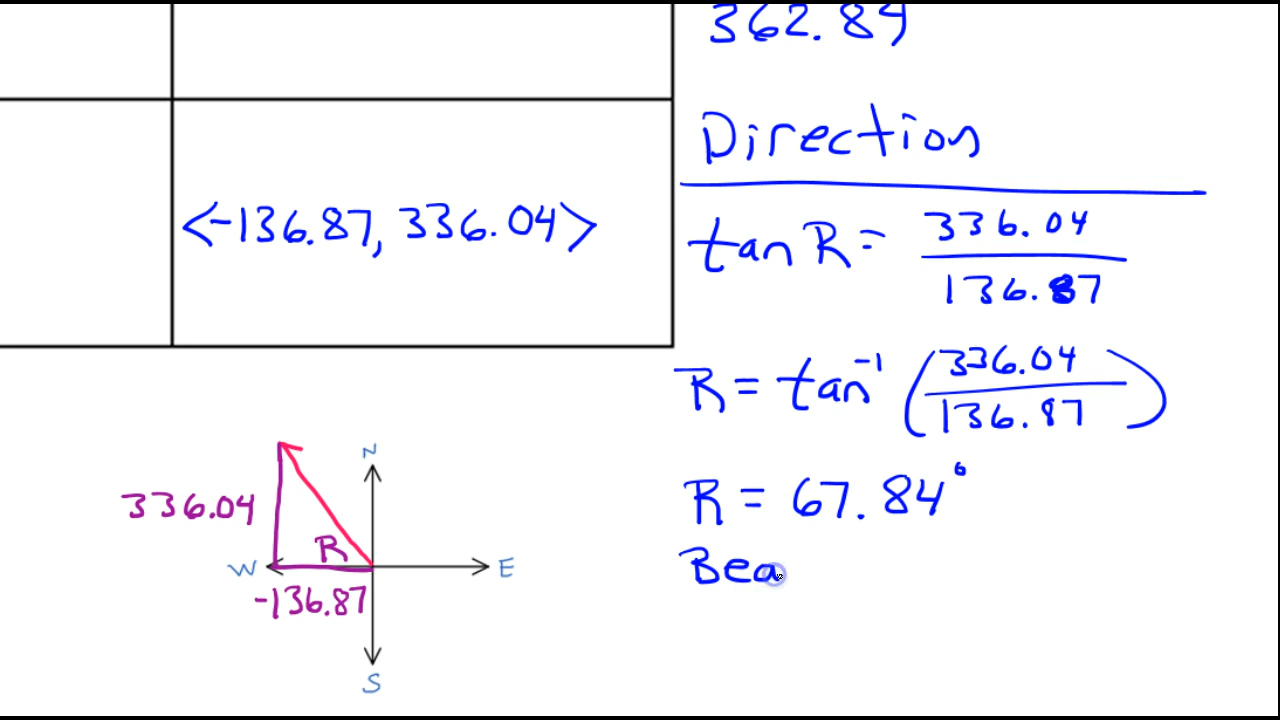 362.84
Direction
<-136.87, 336.04>
tan R = 336.04
136.87
R = tan⁻¹ (336.04
136.87)
R = 67.84°
Bea
N
336.04
R
W
E
-136.87
S